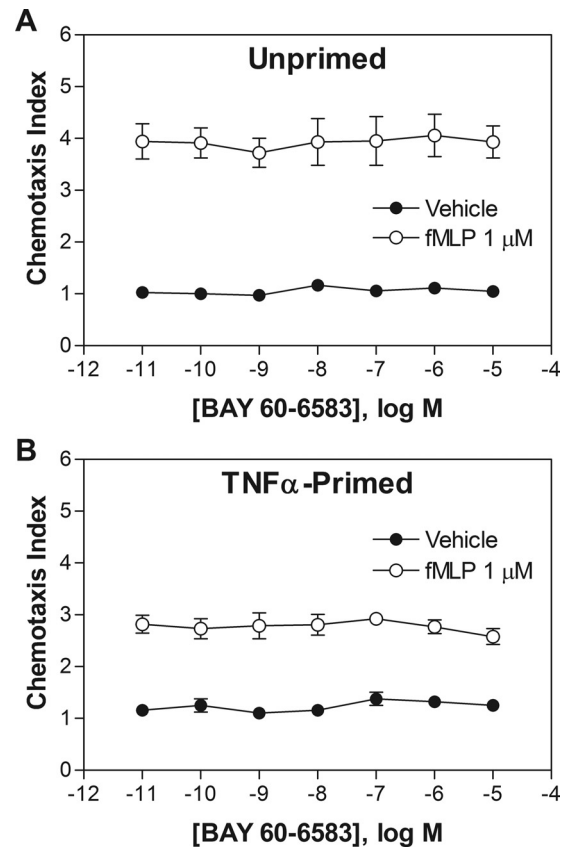 A
Unprimed
Chemotaxis Index
6
5
4
3
2
1
0
Vehicle
fMLP 1 μM
-12 -11 -10 -9 -8 -7 -6 -5 -4
[BAY 60-6583], log M
B
TNFα-Primed
Chemotaxis Index
6
5
4
3
2
1
0
Vehicle
fMLP 1 μM
-12 -11 -10 -9 -8 -7 -6 -5 -4
[BAY 60-6583], log M